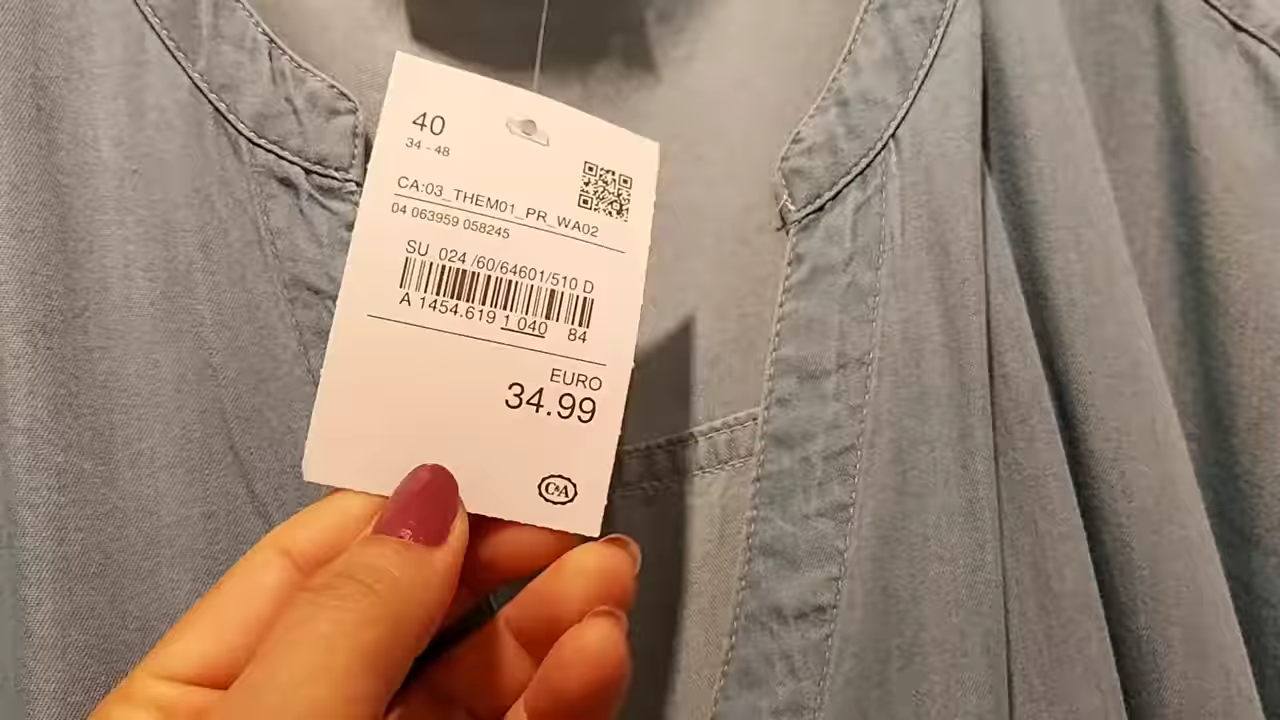 40
34 - 48
CA:03_THEM01_PR_WA02
04 063959 058245
SU 024 /60/64601/510 D
A 1454.619 1 040 84
EURO
34.99
C&A